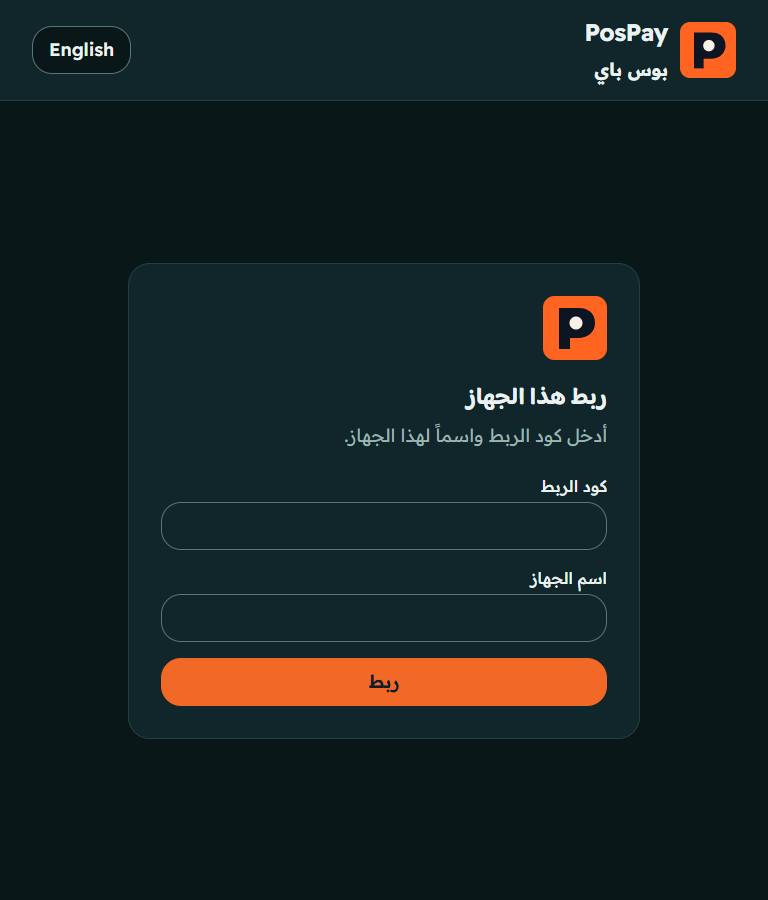 PosPay
بوس باي
English
ربط هذا الجهاز
أدخل كود الربط واسماً لهذا الجهاز.
كود الربط
اسم الجهاز
ربط